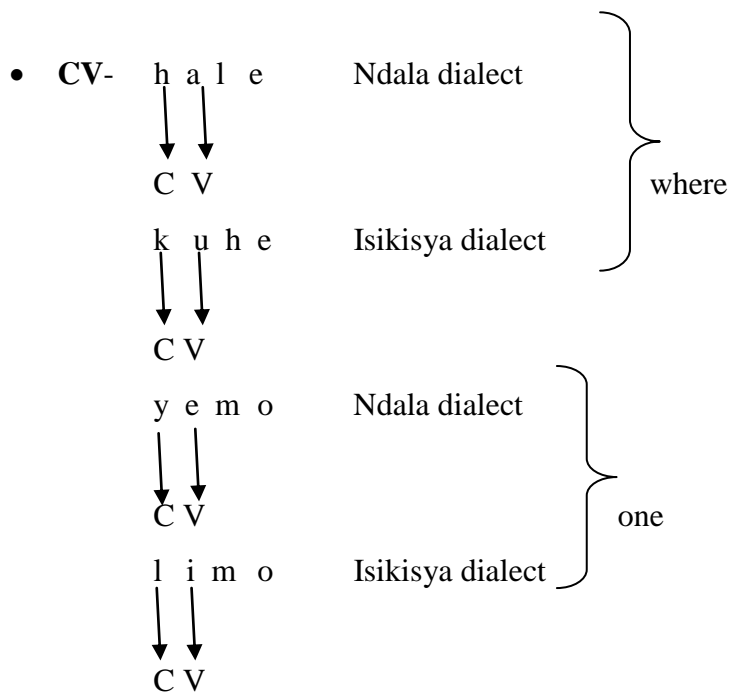 • CV- h a l e Ndala dialect
C V where
k u h e Isikisya dialect
C V
y e m o Ndala dialect
C V one
l i m o Isikisya dialect
C V